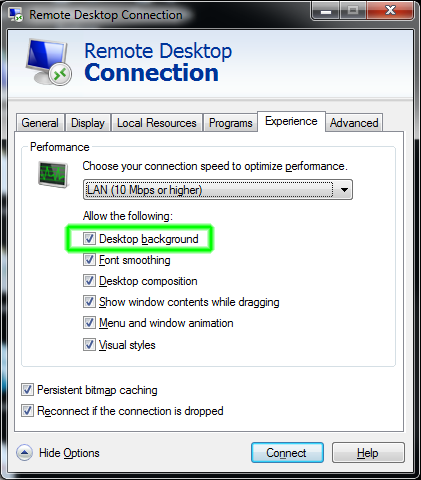 Remote Desktop Connection
Remote Desktop
Connection
General Display Local Resources Programs Experience Advanced
Performance
Choose your connection speed to optimize performance.
LAN (10 Mbps or higher)
Allow the following:
Desktop background
Font smoothing
Desktop composition
Show window contents while dragging
Menu and window animation
Visual styles
Persistent bitmap caching
Reconnect if the connection is dropped
Hide Options Connect Help